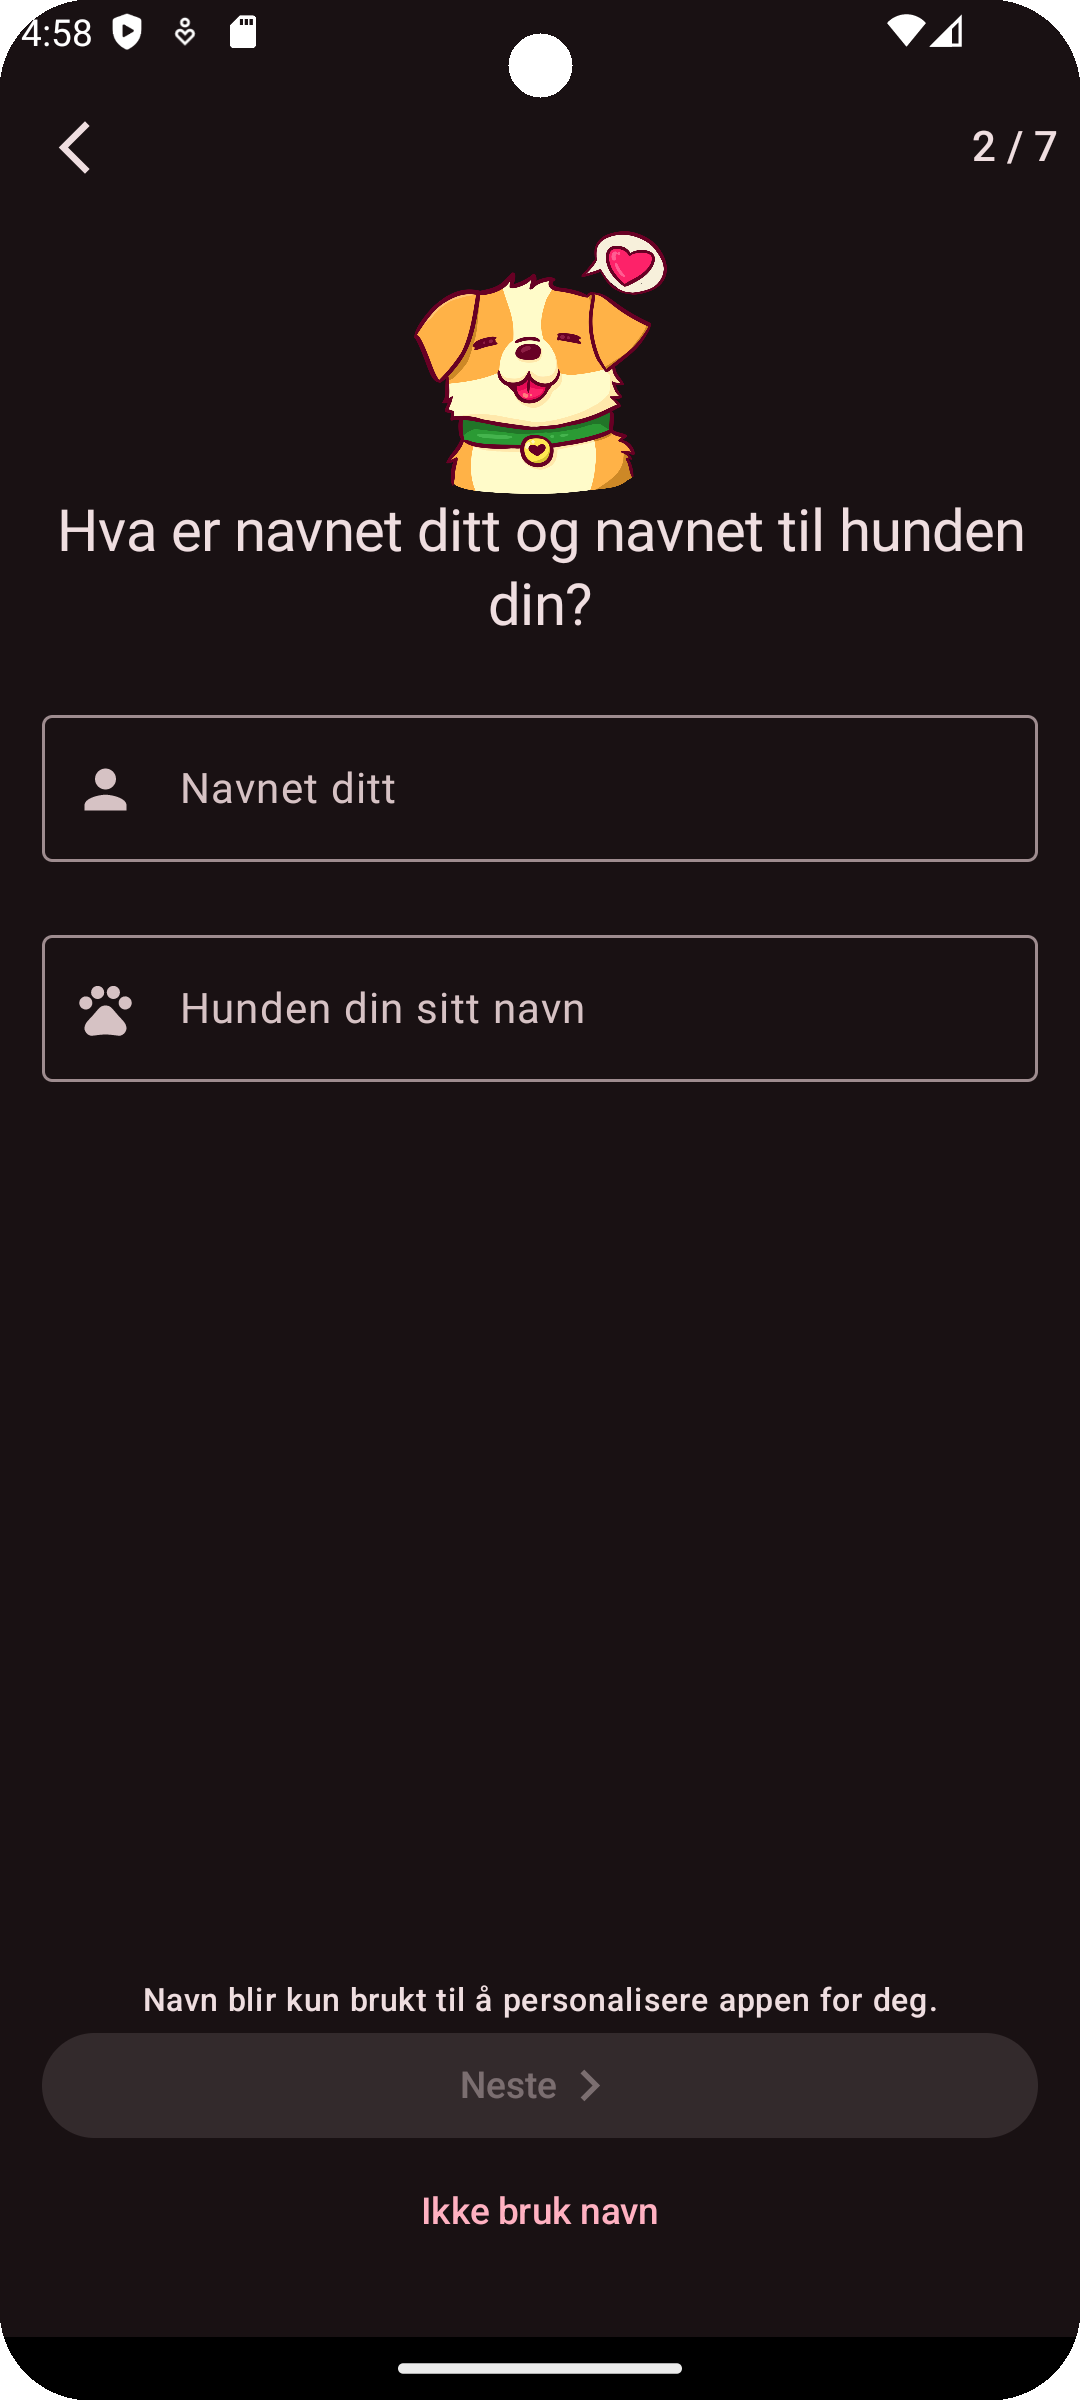 4:58
2 / 7
Hva er navnet ditt og navnet til hunden
din?
Navnet ditt
Hunden din sitt navn
Navn blir kun brukt til å personalisere appen for deg.
Neste
Ikke bruk navn